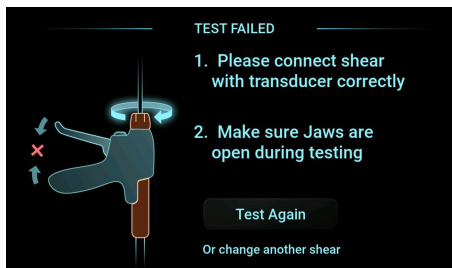 TEST FAILED
1. Please connect shear
with transducer correctly
2. Make sure Jaws are
open during testing
Test Again
Or change another shear